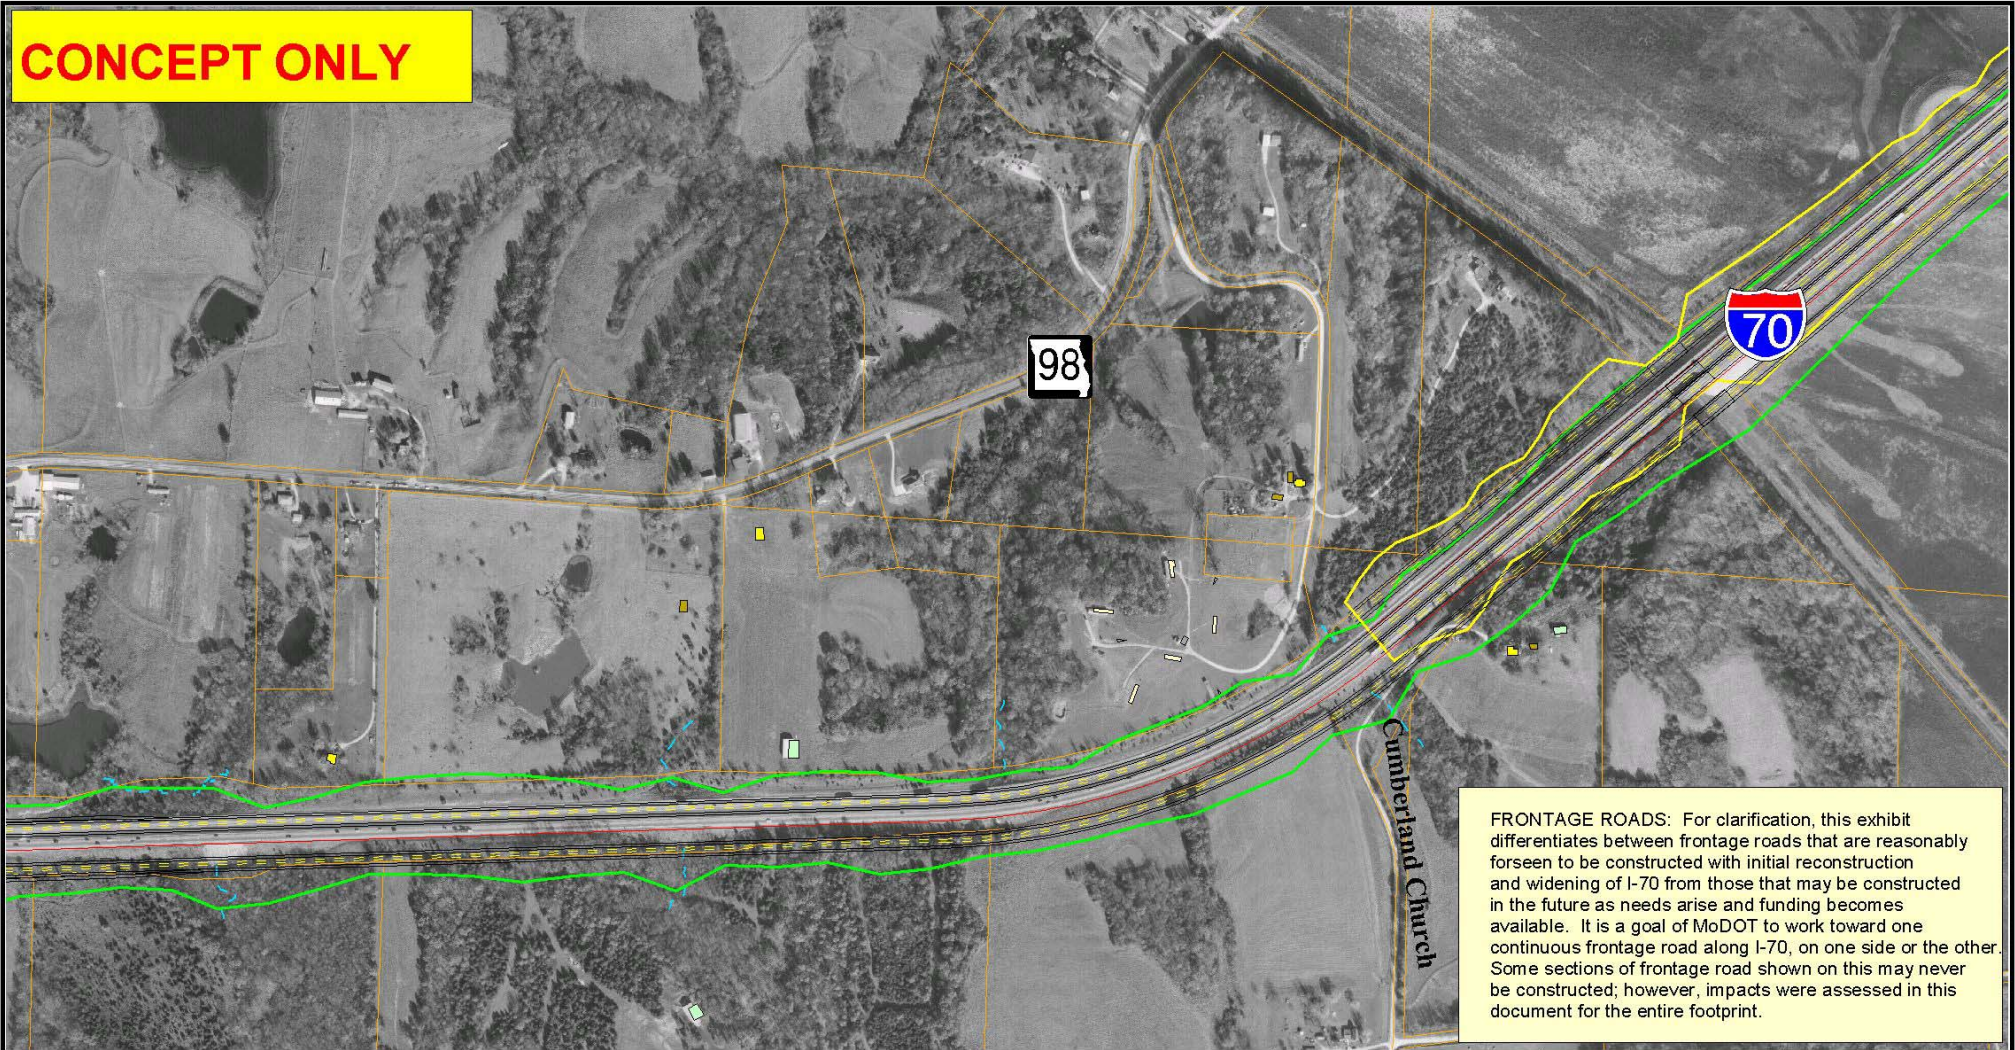 CONCEPT ONLY
70
98
Cumberland Church
FRONTAGE ROADS: For clarification, this exhibit
differentiates between frontage roads that are reasonably
forseen to be constructed with initial reconstruction
and widening of I-70 from those that may be constructed
in the future as needs arise and funding becomes
available. It is a goal of MoDOT to work toward one
continuous frontage road along I-70, on one side or the other.
Some sections of frontage road shown on this may never
be constructed; however, impacts were assessed in this
document for the entire footprint.